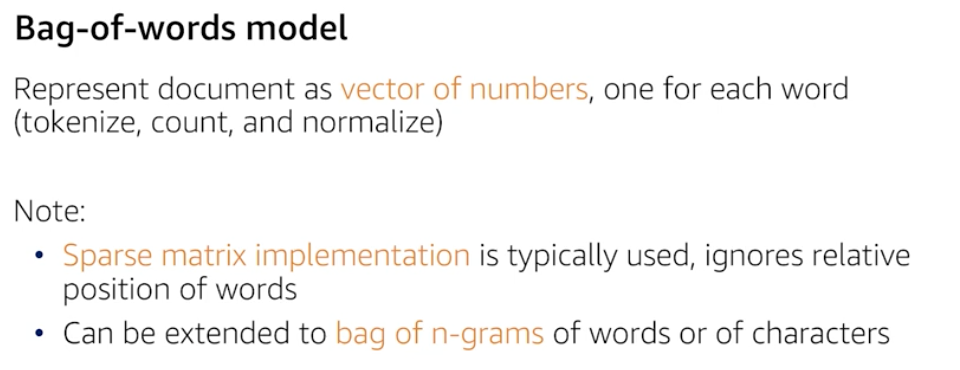 Bag-of-words model
Represent document as vector of numbers, one for each word
(tokenize, count, and normalize)
Note:
• Sparse matrix implementation is typically used, ignores relative
position of words
• Can be extended to bag of n-grams of words or of characters